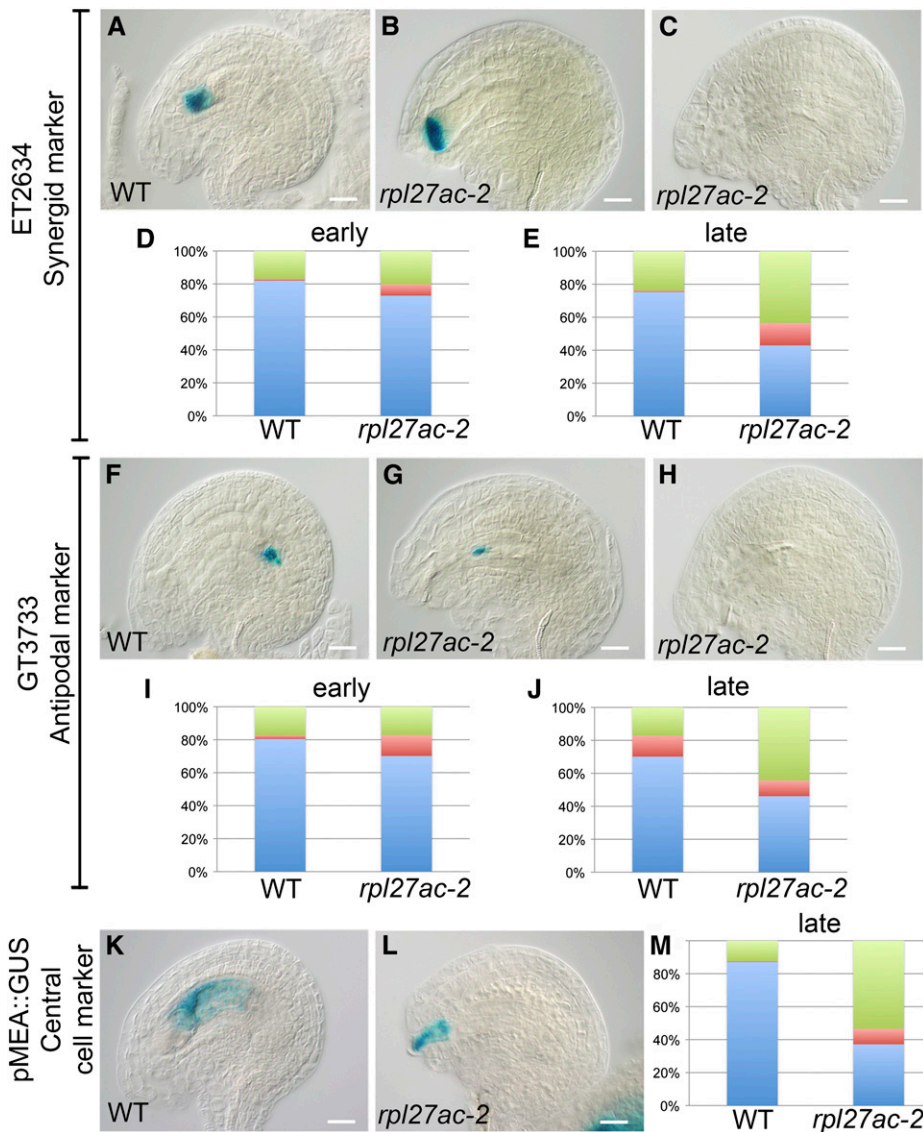 ET2634
Synergid marker
A
WT
B
rpl27ac-2
C
D
early
100%
80%
60%
40%
20%
0%
WT
rpl27ac-2
E
late
100%
80%
60%
40%
20%
0%
WT
rpl27ac-2
GT3733
Antipodal marker
F
WT
G
rpl27ac-2
H
rpl27ac-2
I
early
100%
80%
60%
40%
20%
0%
WT
rpl27ac-2
J
late
100%
80%
60%
40%
20%
0%
WT
rpl27ac-2
pMEA::GUS
Central
cell marker
K
WT
L
rpl27ac-2
M
late
80%
60%
40%
20%
0%
WT
rpl27ac-2